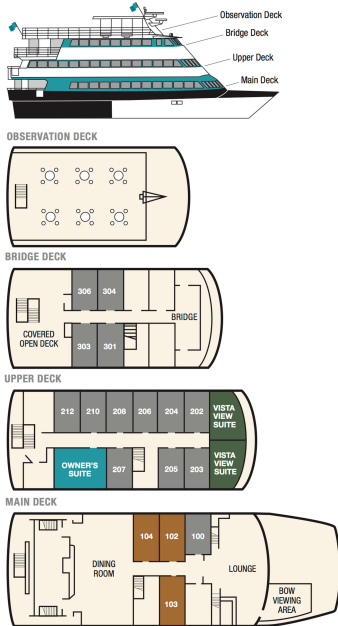 Observation Deck
Bridge Deck
Upper Deck
Main Deck
OBSERVATION DECK
BRIDGE DECK
306 304
BRIDGE
COVERED
OPEN DECK
303 301
UPPER DECK
212 210 208 206 204 202
VISTA
VIEW
SUITE
OWNER'S
SUITE
207 205 203
VISTA
VIEW
SUITE
MAIN DECK
104 102 100
DINING
ROOM
LOUNGE
103
BOW
VIEWING
AREA